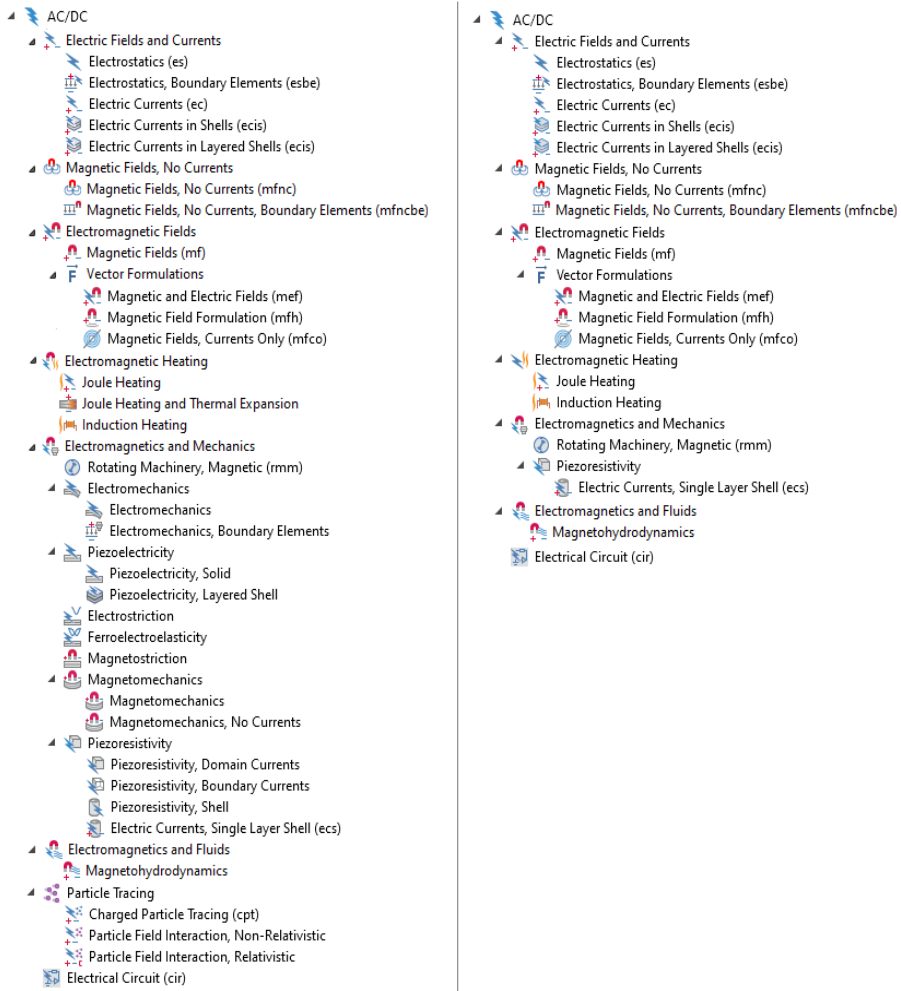 AC/DC
Electric Fields and Currents
Electrostatics (es)
Electrostatics, Boundary Elements (esbe)
Electric Currents (ec)
Electric Currents in Shells (ecis)
Electric Currents in Layered Shells (ecis)
Magnetic Fields, No Currents
Magnetic Fields, No Currents (mfnc)
Magnetic Fields, No Currents, Boundary Elements (mfncbe)
Electromagnetic Fields
Magnetic Fields (mf)
Vector Formulations
Magnetic and Electric Fields (mef)
Magnetic Field Formulation (mfh)
Magnetic Fields, Currents Only (mfco)
Electromagnetic Heating
Joule Heating
Joule Heating and Thermal Expansion
Induction Heating
Electromagnetics and Mechanics
Rotating Machinery, Magnetic (rmm)
Electromechanics
Electromechanics
Electromechanics, Boundary Elements
Piezoelectricity
Piezoelectricity, Solid
Piezoelectricity, Layered Shell
Electrostriction
Ferroelectroelasticity
Magnetostriction
Magnetomechanics
Magnetomechanics
Magnetomechanics, No Currents
Piezoresistivity
Piezoresistivity, Domain Currents
Piezoresistivity, Boundary Currents
Piezoresistivity, Shell
Electric Currents, Single Layer Shell (ecs)
Electromagnetics and Fluids
Magnetohydrodynamics
Particle Tracing
Charged Particle Tracing (cpt)
Particle Field Interaction, Non-Relativistic
Particle Field Interaction, Relativistic
Electrical Circuit (cir)
AC/DC
Electric Fields and Currents
Electrostatics (es)
Electrostatics, Boundary Elements (esbe)
Electric Currents (ec)
Electric Currents in Shells (ecis)
Electric Currents in Layered Shells (ecis)
Magnetic Fields, No Currents
Magnetic Fields, No Currents (mfnc)
Magnetic Fields, No Currents, Boundary Elements (mfncbe)
Electromagnetic Fields
Magnetic Fields (mf)
Vector Formulations
Magnetic and Electric Fields (mef)
Magnetic Field Formulation (mfh)
Magnetic Fields, Currents Only (mfco)
Electromagnetic Heating
Joule Heating
Induction Heating
Electromagnetics and Mechanics
Rotating Machinery, Magnetic (rmm)
Piezoresistivity
Electric Currents, Single Layer Shell (ecs)
Electromagnetics and Fluids
Magnetohydrodynamics
Electrical Circuit (cir)